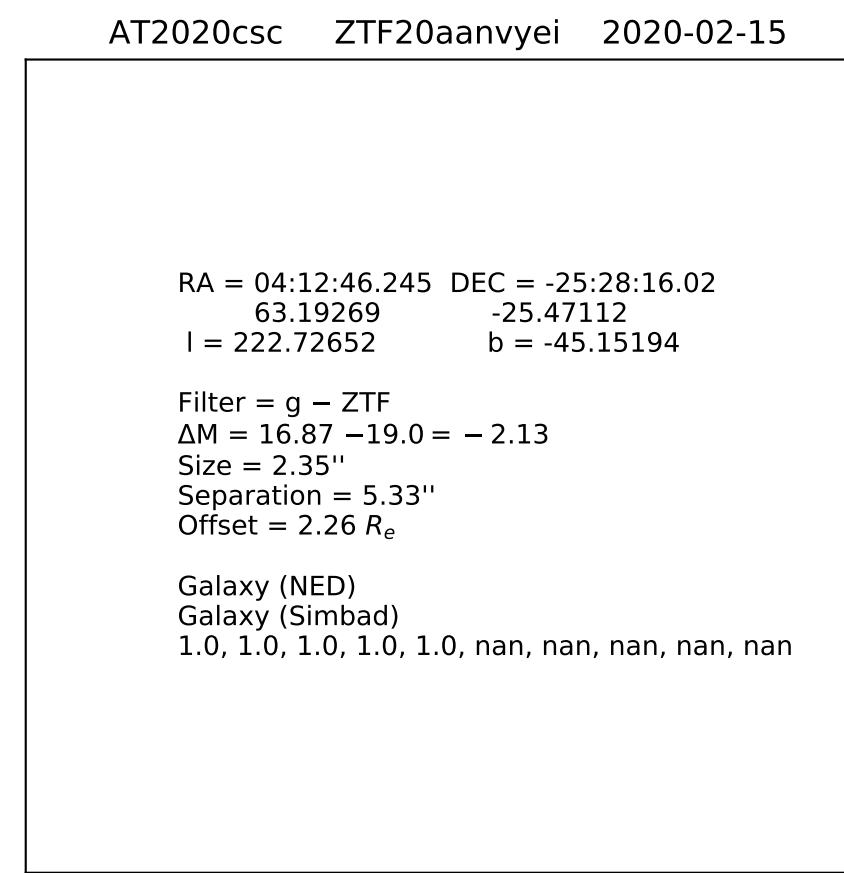 AT2020csc ZTF20aanvyei 2020-02-15
RA = 04:12:46.245 DEC = -25:28:16.02
63.19269 -25.47112
l = 222.72652 b = -45.15194
Filter = g − ZTF
ΔM = 16.87 −19.0 = − 2.13
Size = 2.35''
Separation = 5.33''
Offset = 2.26 Re
Galaxy (NED)
Galaxy (Simbad)
1.0, 1.0, 1.0, 1.0, 1.0, nan, nan, nan, nan, nan